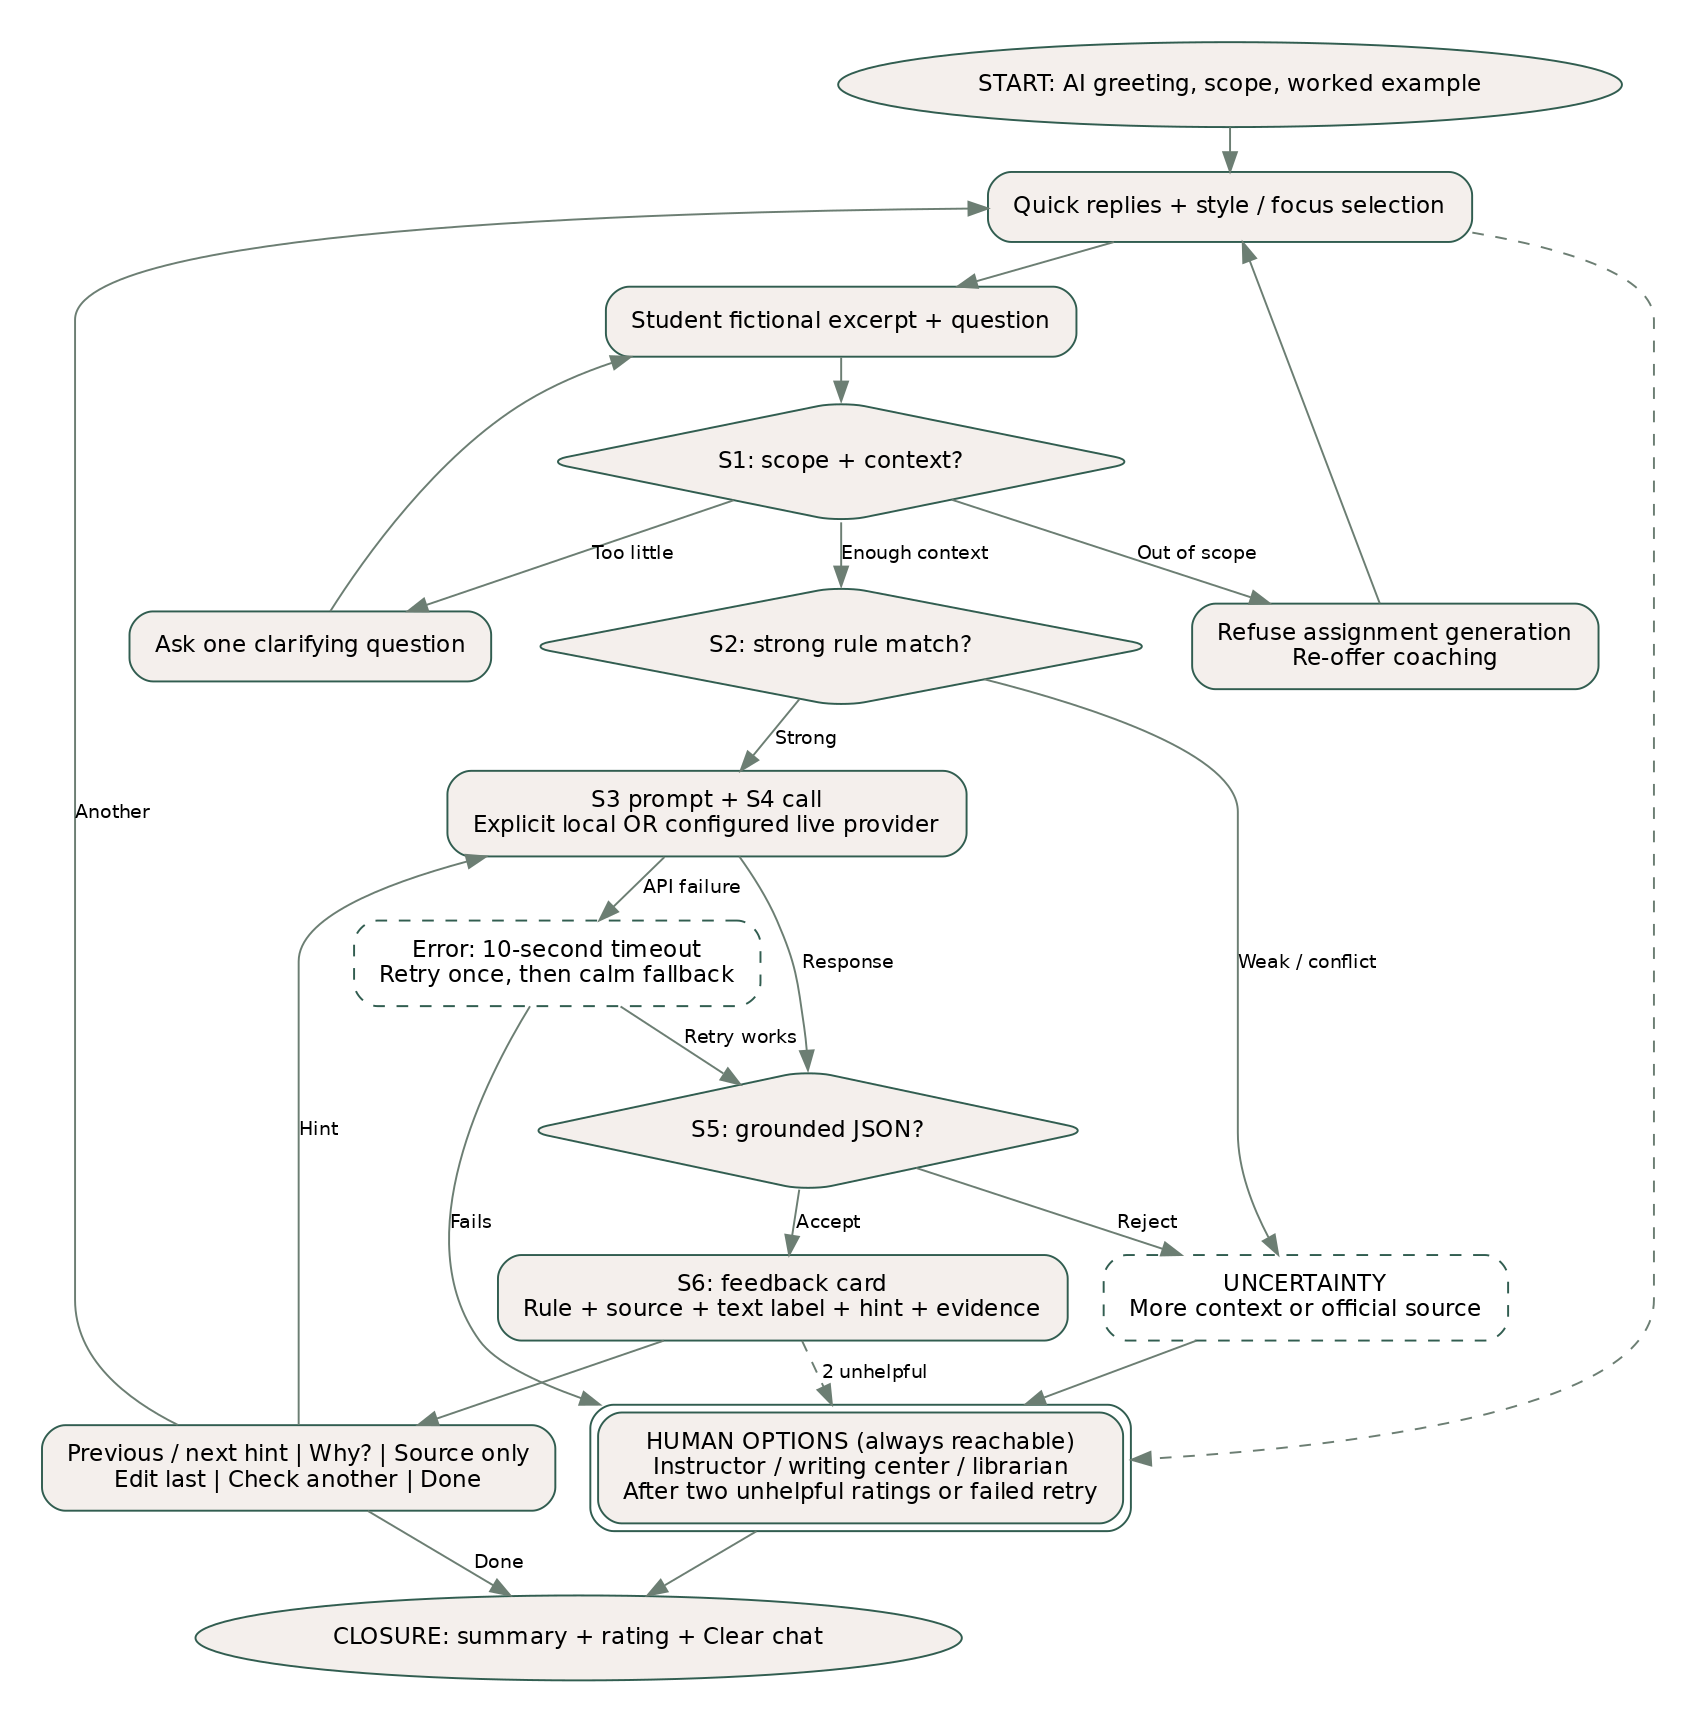 START: AI greeting, scope, worked example
Quick replies + style / focus selection
Student fictional excerpt + question
S1: scope + context?
Too little
Enough context
Out of scope
Ask one clarifying question
S2: strong rule match?
Refuse assignment generation
Re-offer coaching
Strong
Another
S3 prompt + S4 call
Explicit local OR configured live provider
API failure
Response
Weak / conflict
Error: 10-second timeout
Retry once, then calm fallback
Retry works
Hint
S5: grounded JSON?
Fails
Accept
Reject
S6: feedback card
Rule + source + text label + hint + evidence
UNCERTAINTY
More context or official source
2 unhelpful
Previous / next hint | Why? | Source only
Edit last | Check another | Done
HUMAN OPTIONS (always reachable)
Instructor / writing center / librarian
After two unhelpful ratings or failed retry
Done
CLOSURE: summary + rating + Clear chat